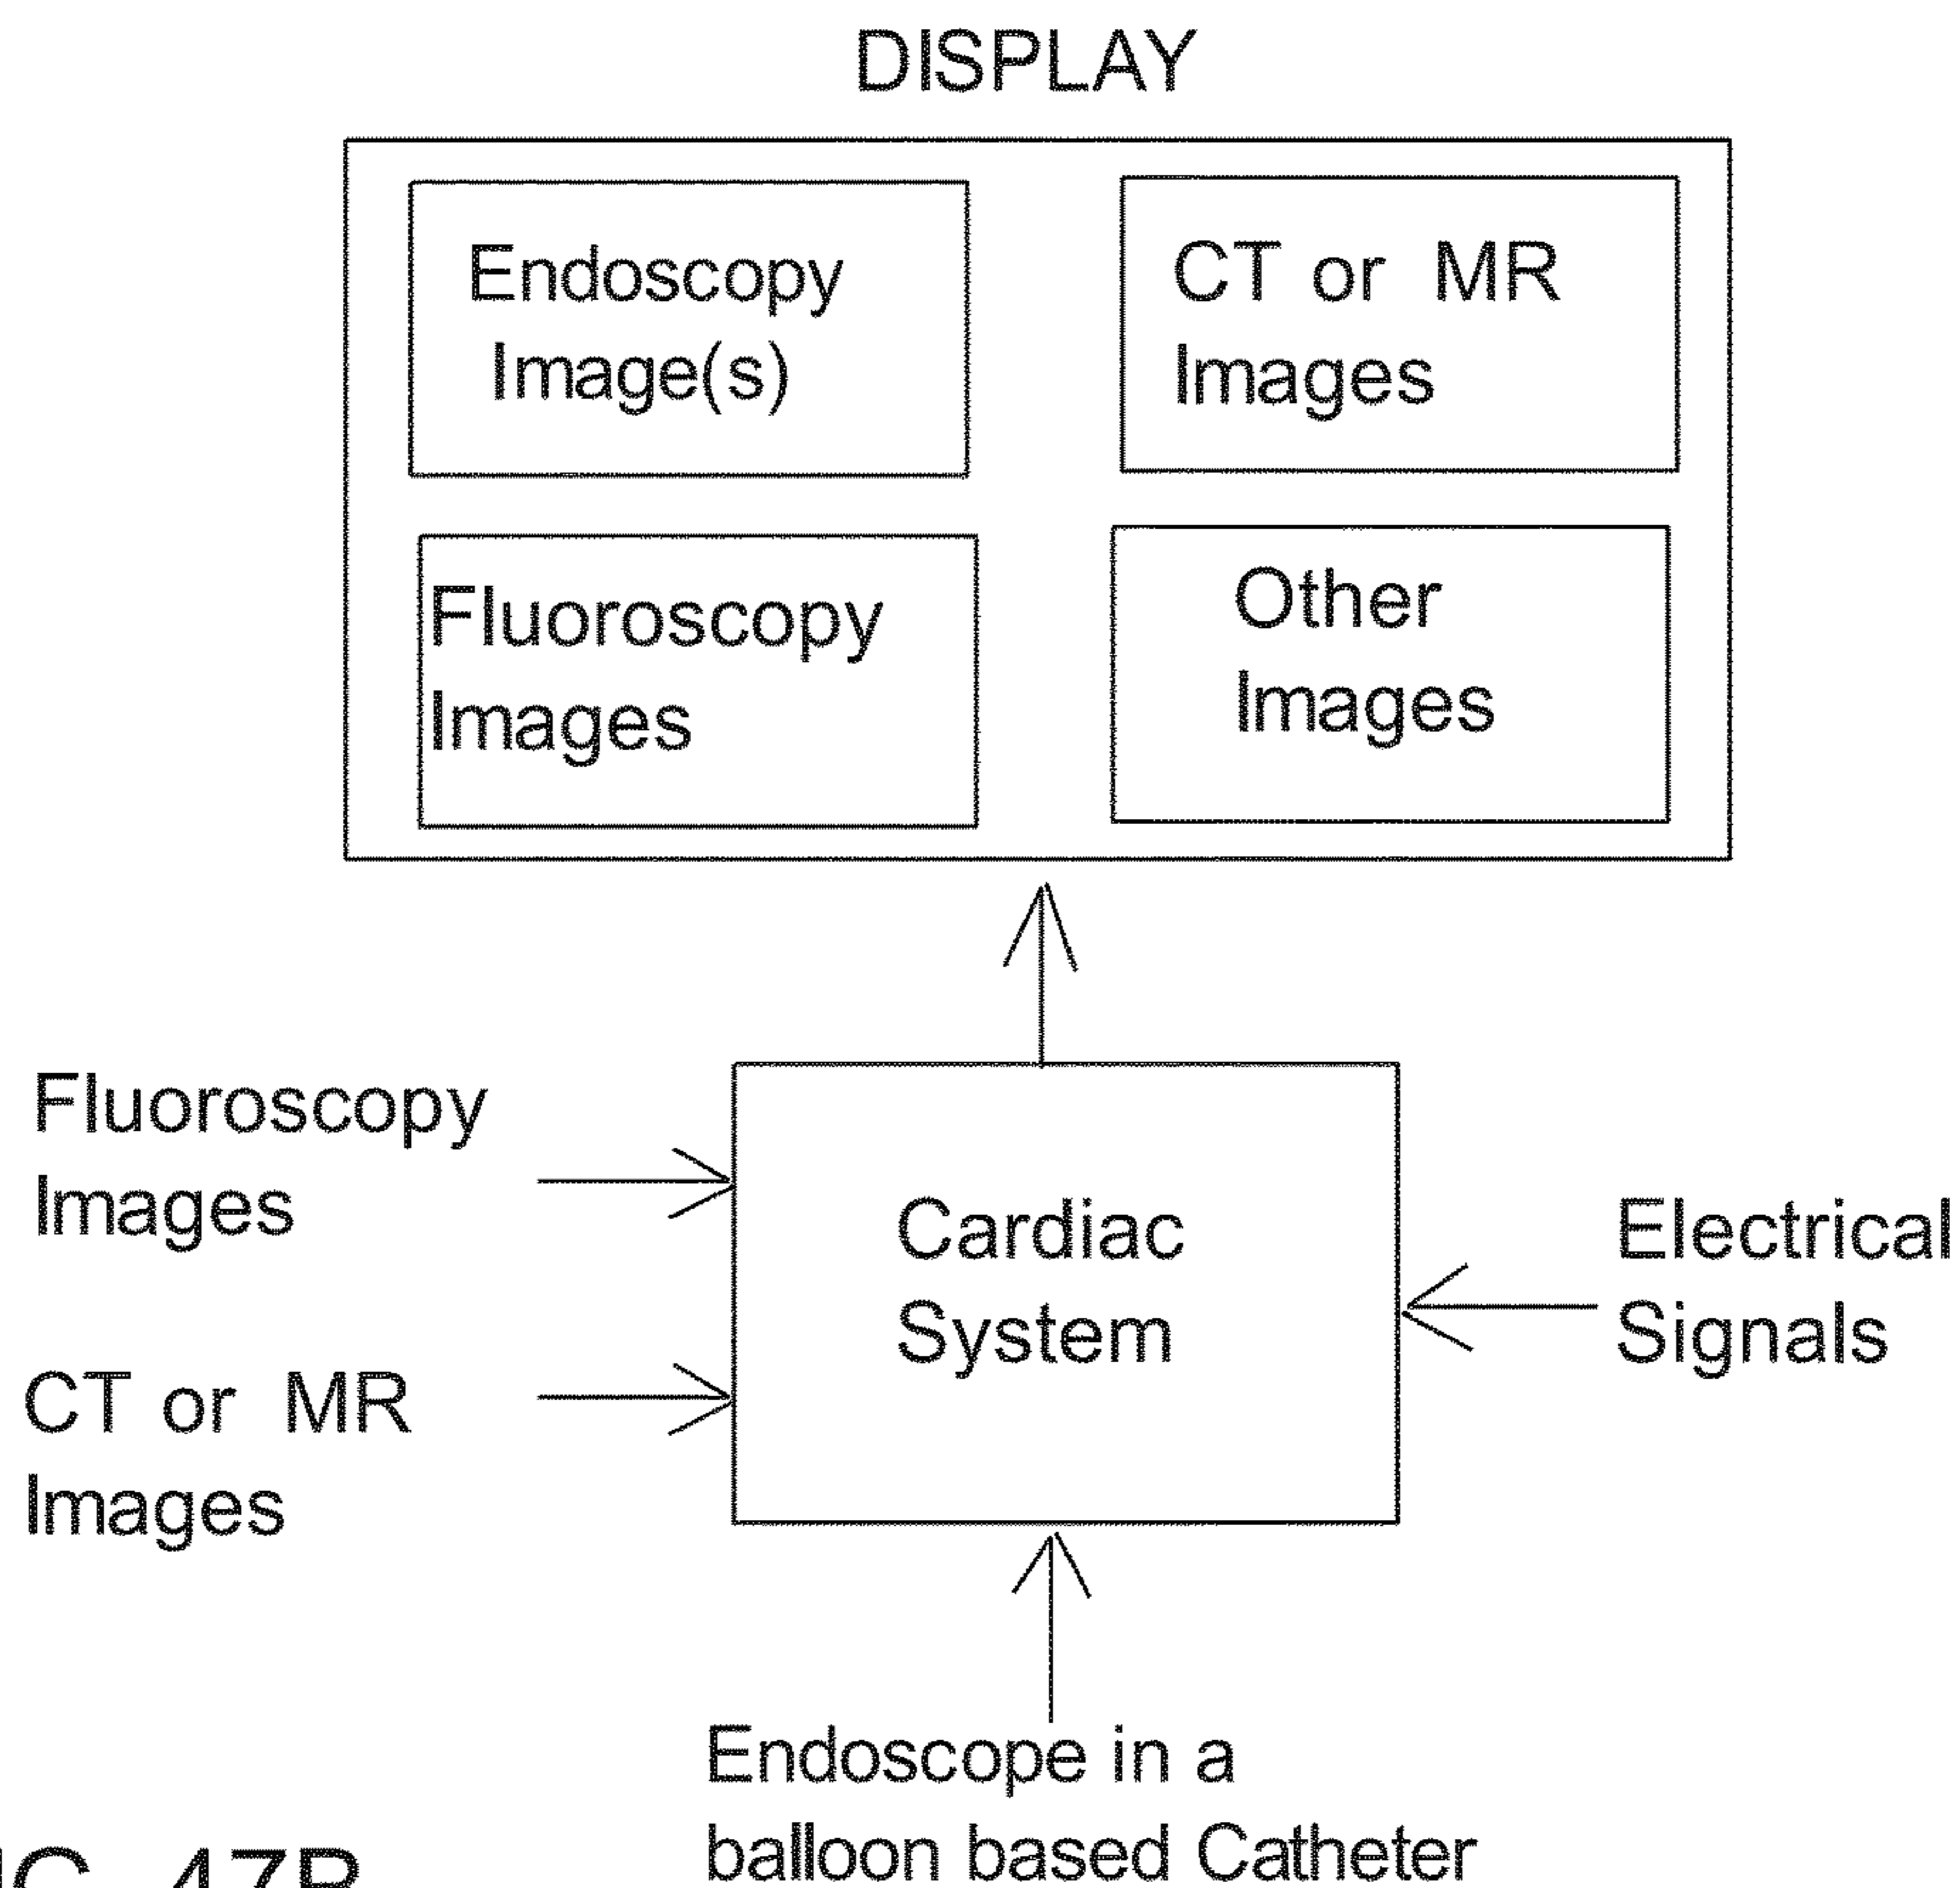 DISPLAY
Endoscopy
Image(s)
CT or MR
Images
Fluoroscopy
Images
Other
Images
Fluoroscopy
Images
CT or MR
Images
Cardiac
System
Electrical
Signals
Endoscope in a
balloon based Catheter
47B